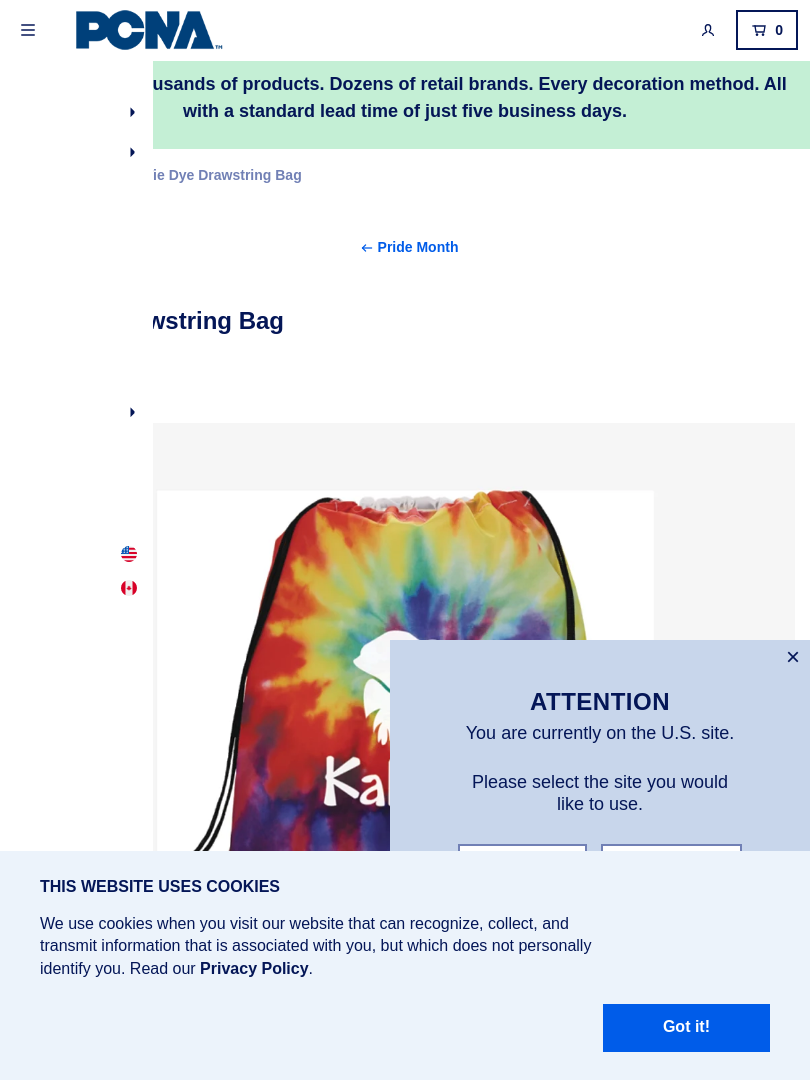 PCNA™
0
usands of products. Dozens of retail brands. Every decoration method. All
with a standard lead time of just five business days.
ie Dye Drawstring Bag
← Pride Month
wstring Bag
Kal
×
ATTENTION
You are currently on the U.S. site.
Please select the site you would
like to use.
THIS WEBSITE USES COOKIES
We use cookies when you visit our website that can recognize, collect, and
transmit information that is associated with you, but which does not personally
identify you. Read our Privacy Policy.
Got it!